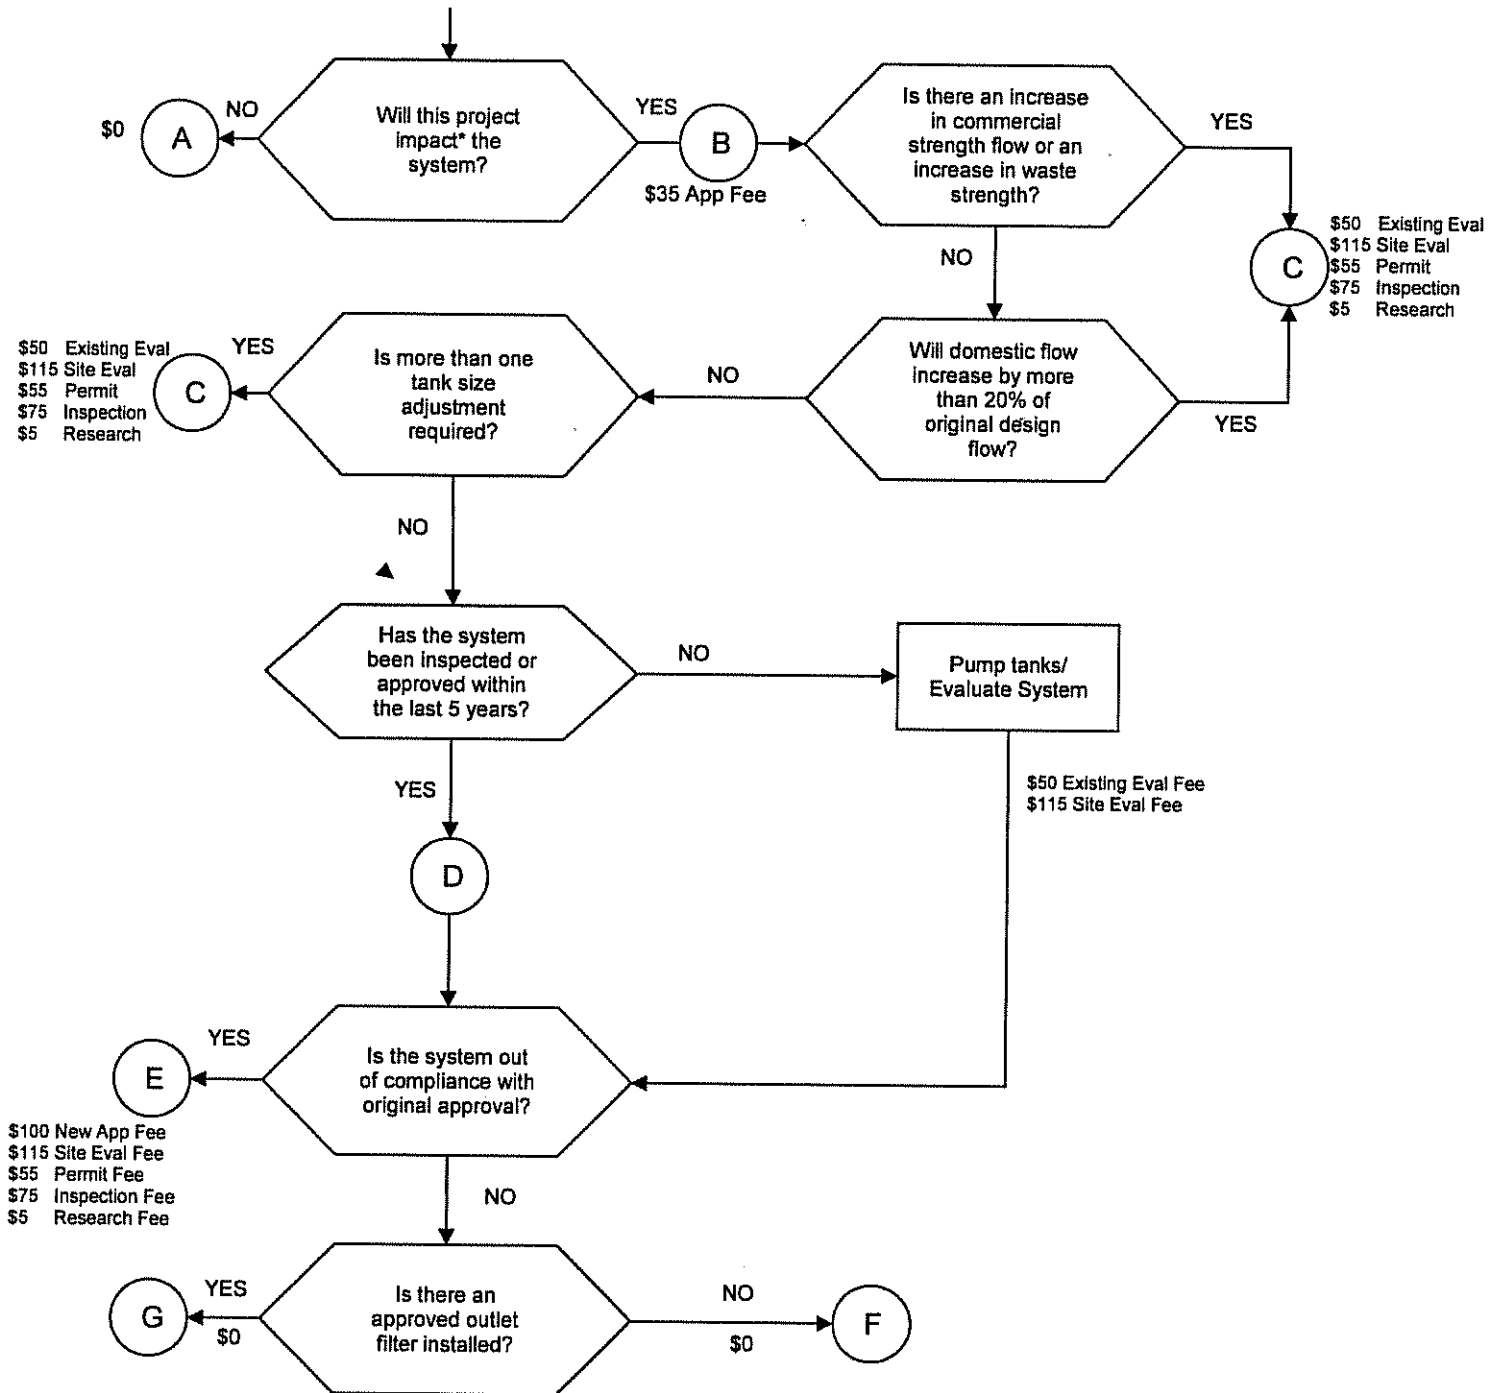 Will this project
impact* the
system?
NO
$0
A
YES
B
$35 App Fee
Is there an increase
in commercial
strength flow or an
increase in waste
strength?
YES
NO
C
$50 Existing Eval
$115 Site Eval
$55 Permit
$75 Inspection
$5 Research
Will domestic flow
increase by more
than 20% of
original design
flow?
YES
NO
Is more than one
tank size
adjustment
required?
YES
C
$50 Existing Eval
$115 Site Eval
$55 Permit
$75 Inspection
$5 Research
NO
Has the system
been inspected or
approved within
the last 5 years?
NO
Pump tanks/
Evaluate System
$50 Existing Eval Fee
$115 Site Eval Fee
YES
D
Is the system out
of compliance with
original approval?
YES
E
$100 New App Fee
$115 Site Eval Fee
$55 Permit Fee
$75 Inspection Fee
$5 Research Fee
NO
Is there an
approved outlet
filter installed?
YES
$0
G
NO
$0
F